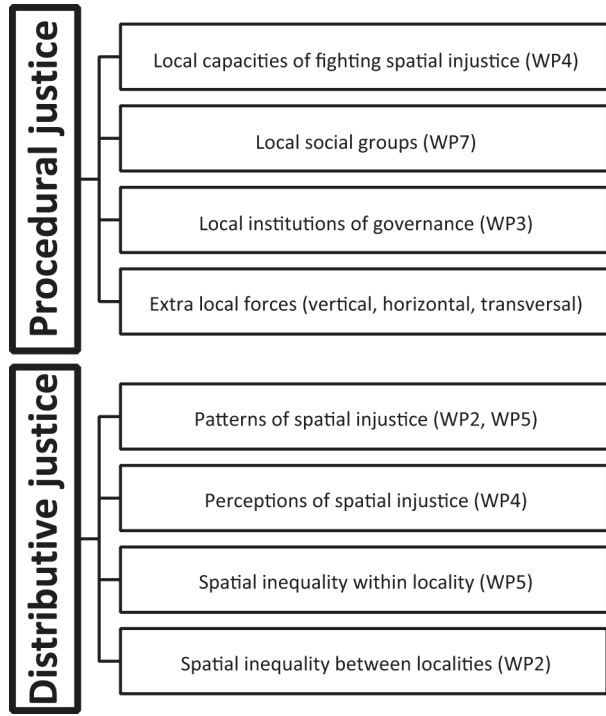 Procedural justice
Local capacities of fighting spatial injustice (WP4)
Local social groups (WP7)
Local institutions of governance (WP3)
Extra local forces (vertical, horizontal, transversal)
Distributive justice
Patterns of spatial injustice (WP2, WP5)
Perceptions of spatial injustice (WP4)
Spatial inequality within locality (WP5)
Spatial inequality between localities (WP2)